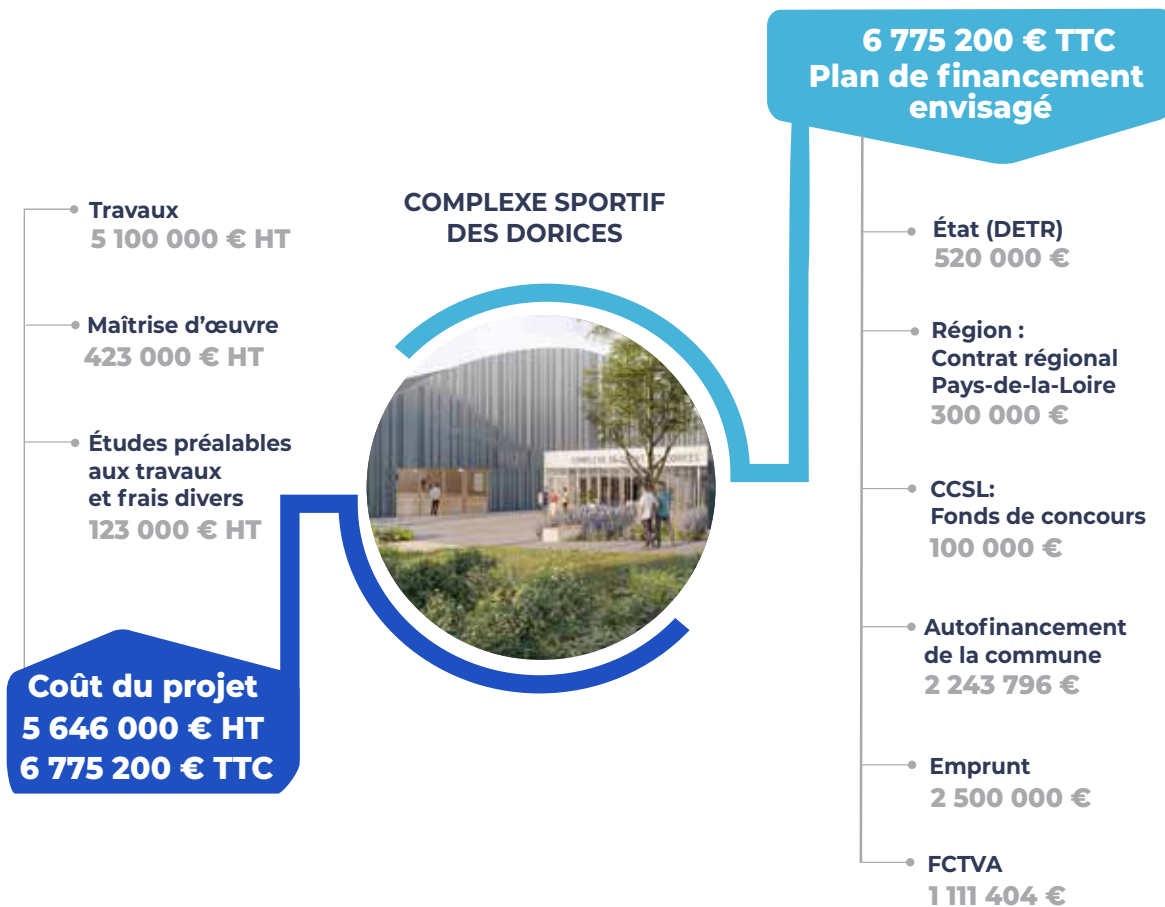 6 775 200 € TTC
Plan de financement
envisagé
COMPLEXE SPORTIF
DES DORICES
Travaux
5 100 000 € HT
Maîtrise d’œuvre
423 000 € HT
Études préalables
aux travaux
et frais divers
123 000 € HT
Coût du projet
5 646 000 € HT
6 775 200 € TTC
État (DETR)
520 000 €
Région :
Contrat régional
Pays-de-la-Loire
300 000 €
CCSL:
Fonds de concours
100 000 €
Autofinancement
de la commune
2 243 796 €
Emprunt
2 500 000 €
FCTVA
1 111 404 €